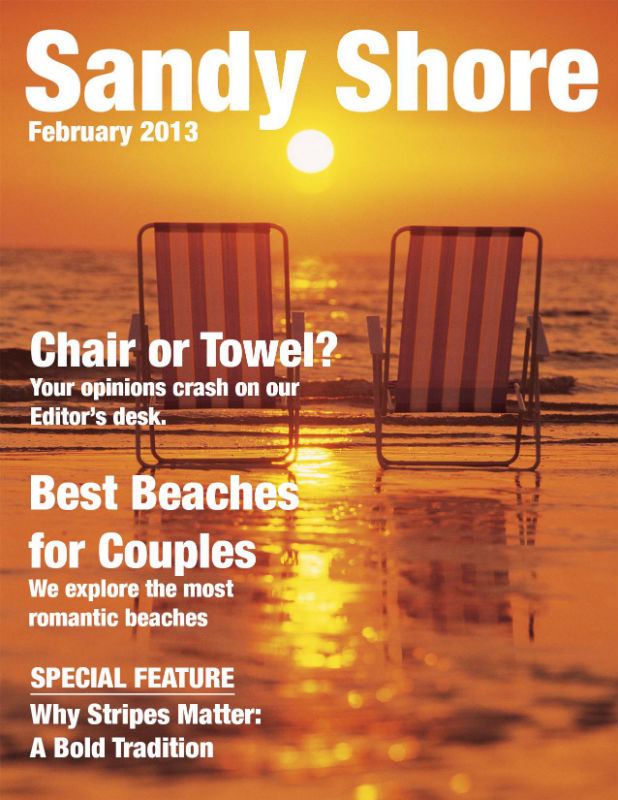 Sandy Shore
February 2013
Chair or Towel?
Your opinions crash on our
Editor's desk.
Best Beaches
for Couples
We explore the most
romantic beaches
SPECIAL FEATURE
Why Stripes Matter:
A Bold Tradition